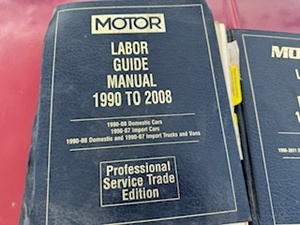 MOTOR
LABOR
GUIDE
MANUAL
1990 TO 2008
1990-08 Domestic Cars
1990-07 Import Cars
1990-08 Domestic and 1990-07 Import Trucks and Vans
Professional
Service Trade
Edition
MO